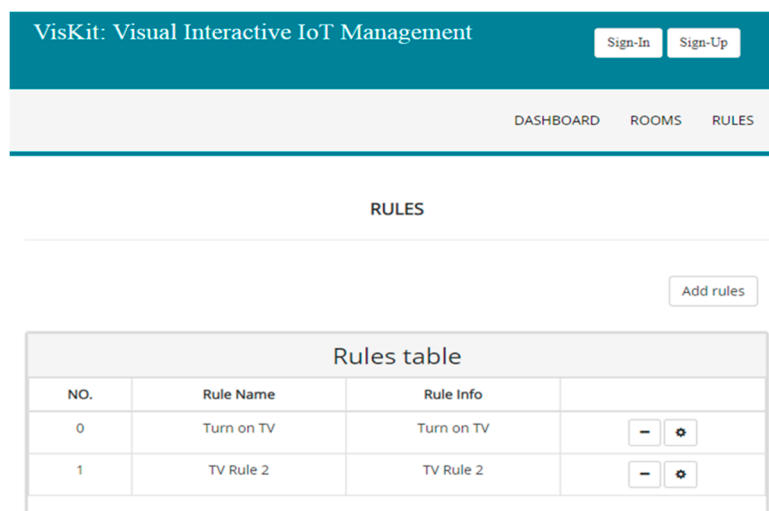 VisKit: Visual Interactive IoT Management
Sign-In Sign-Up
DASHBOARD ROOMS RULES
RULES
Add rules
Rules table
NO. Rule Name Rule Info
0 Turn on TV Turn on TV
1 TV Rule 2 TV Rule 2